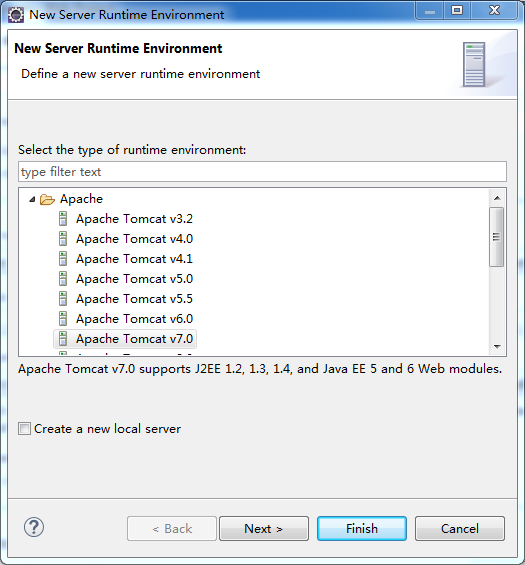 New Server Runtime Environment
New Server Runtime Environment
Define a new server runtime environment
Select the type of runtime environment:
type filter text
Apache
Apache Tomcat v3.2
Apache Tomcat v4.0
Apache Tomcat v4.1
Apache Tomcat v5.0
Apache Tomcat v5.5
Apache Tomcat v6.0
Apache Tomcat v7.0
Apache Tomcat v7.0 supports J2EE 1.2, 1.3, 1.4, and Java EE 5 and 6 Web modules.
Create a new local server
? < Back Next > Finish Cancel